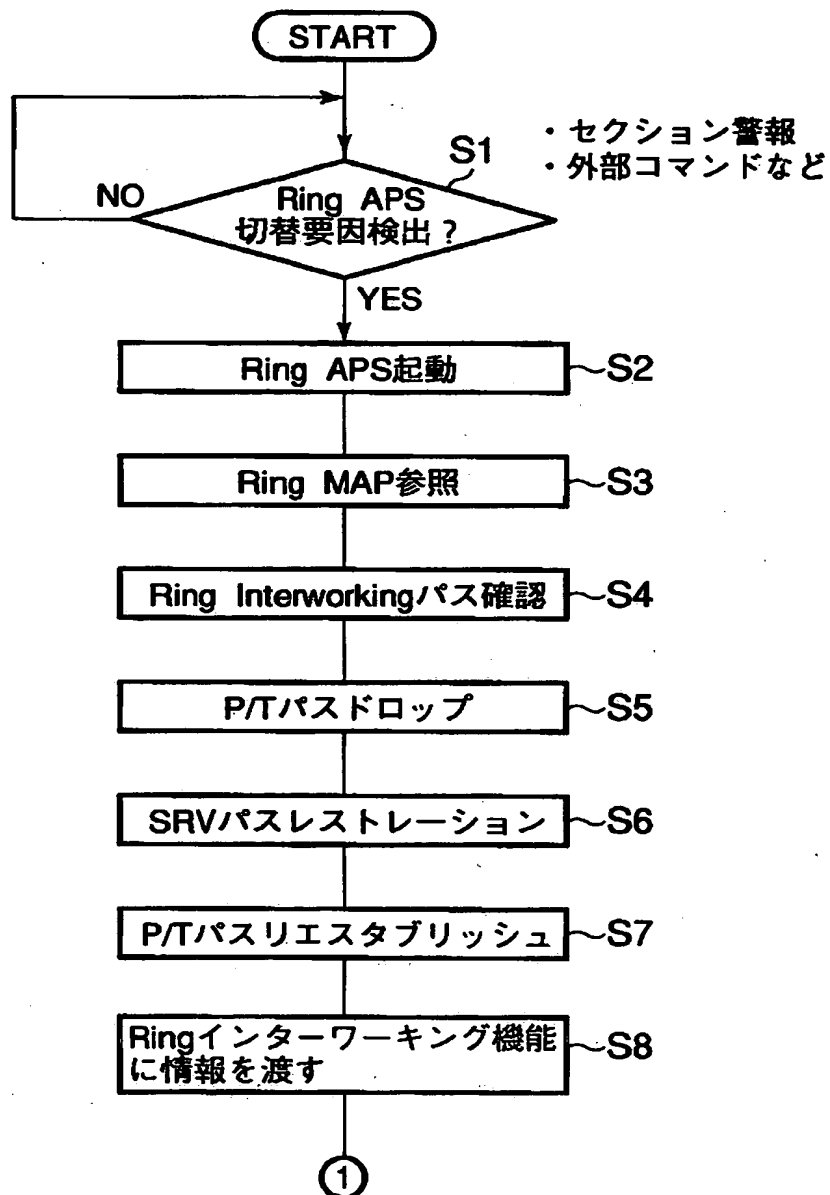 START
・セクション警報
・外部コマンドなど
S1
NO
Ring APS
切替要因検出？
YES
Ring APS起動
S2
Ring MAP参照
S3
Ring Interworkingパス確認
S4
P/Tパスドロップ
S5
SRVパスレストレーション
S6
P/Tパスリエスタブリッシュ
S7
Ringインターワーキング機能
に情報を渡す
S8
1